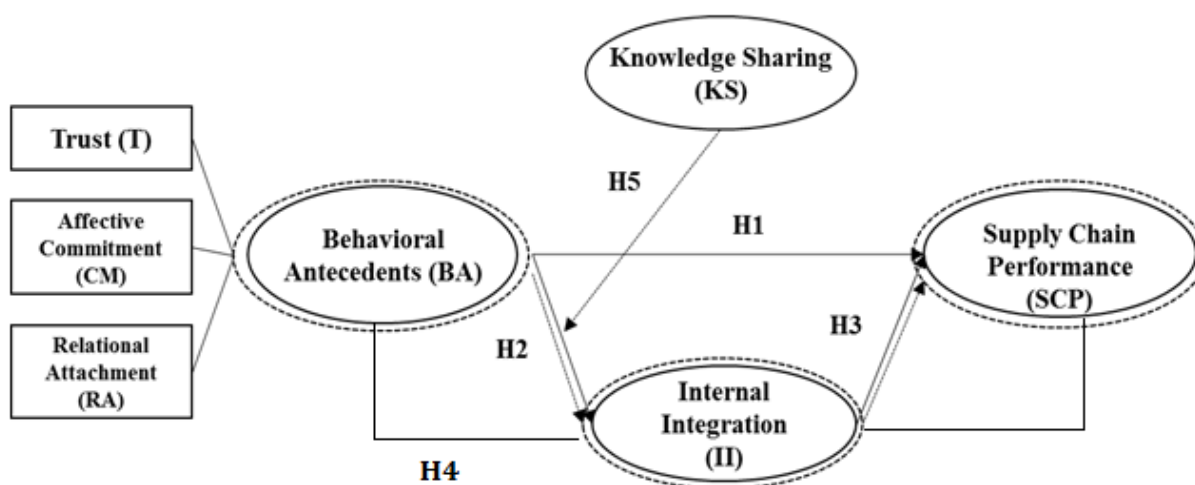 Knowledge Sharing
(KS)
Trust (T)
H5
Affective
Commitment
(CM)
Behavioral
Antecedents (BA)
H1
Supply Chain
Performance
(SCP)
Relational
Attachment
(RA)
H2
H3
Internal
Integration
(II)
H4